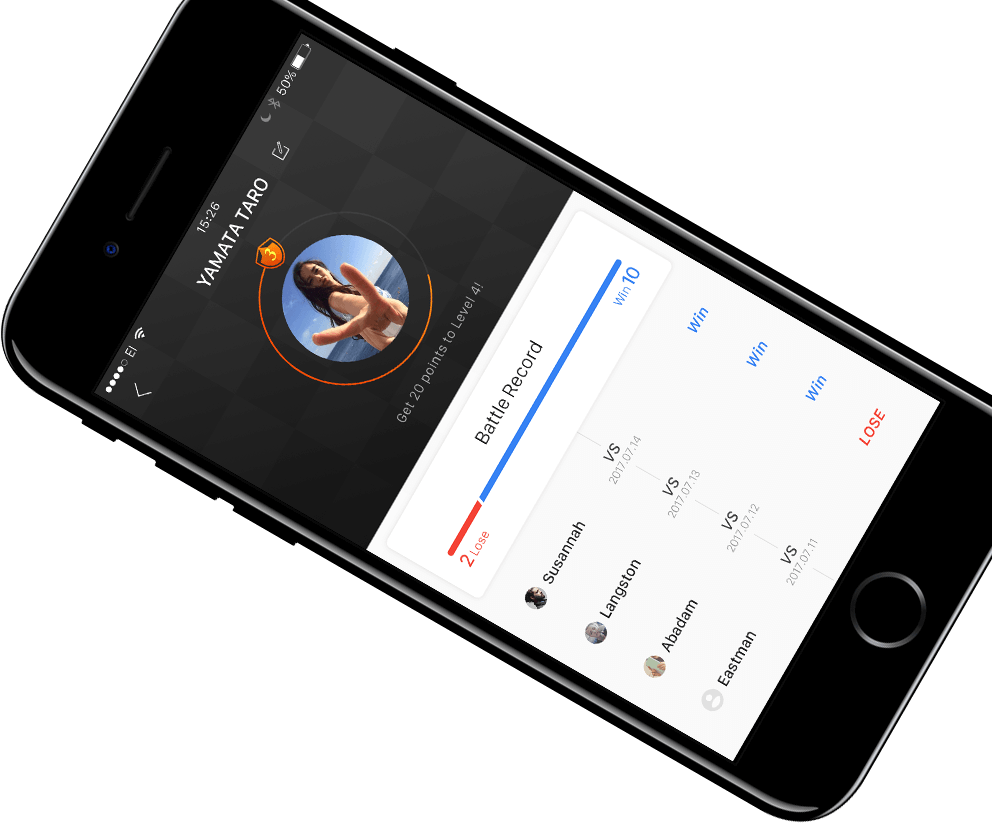 EI 15:26 50%
YAMATA TARO
3
Get 20 points to Level 4!
Battle Record
2 Lose Win 10
Susannah VS Win
2017.07.14
Langston VS Win
2017.07.13
Abadam VS Win
2017.07.12
Eastman VS LOSE
2017.07.11